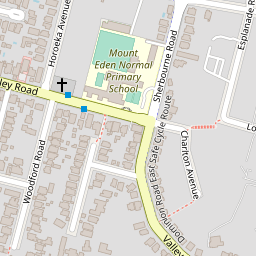 Horoeka Avenue
Mount
Eden Normal
Primary
School
Sherbourne Road
Esplanade R
ley Road
Woodford Road
Dominion Road East Safe Cycle Route
Charlton Avenue
Lo
Valley